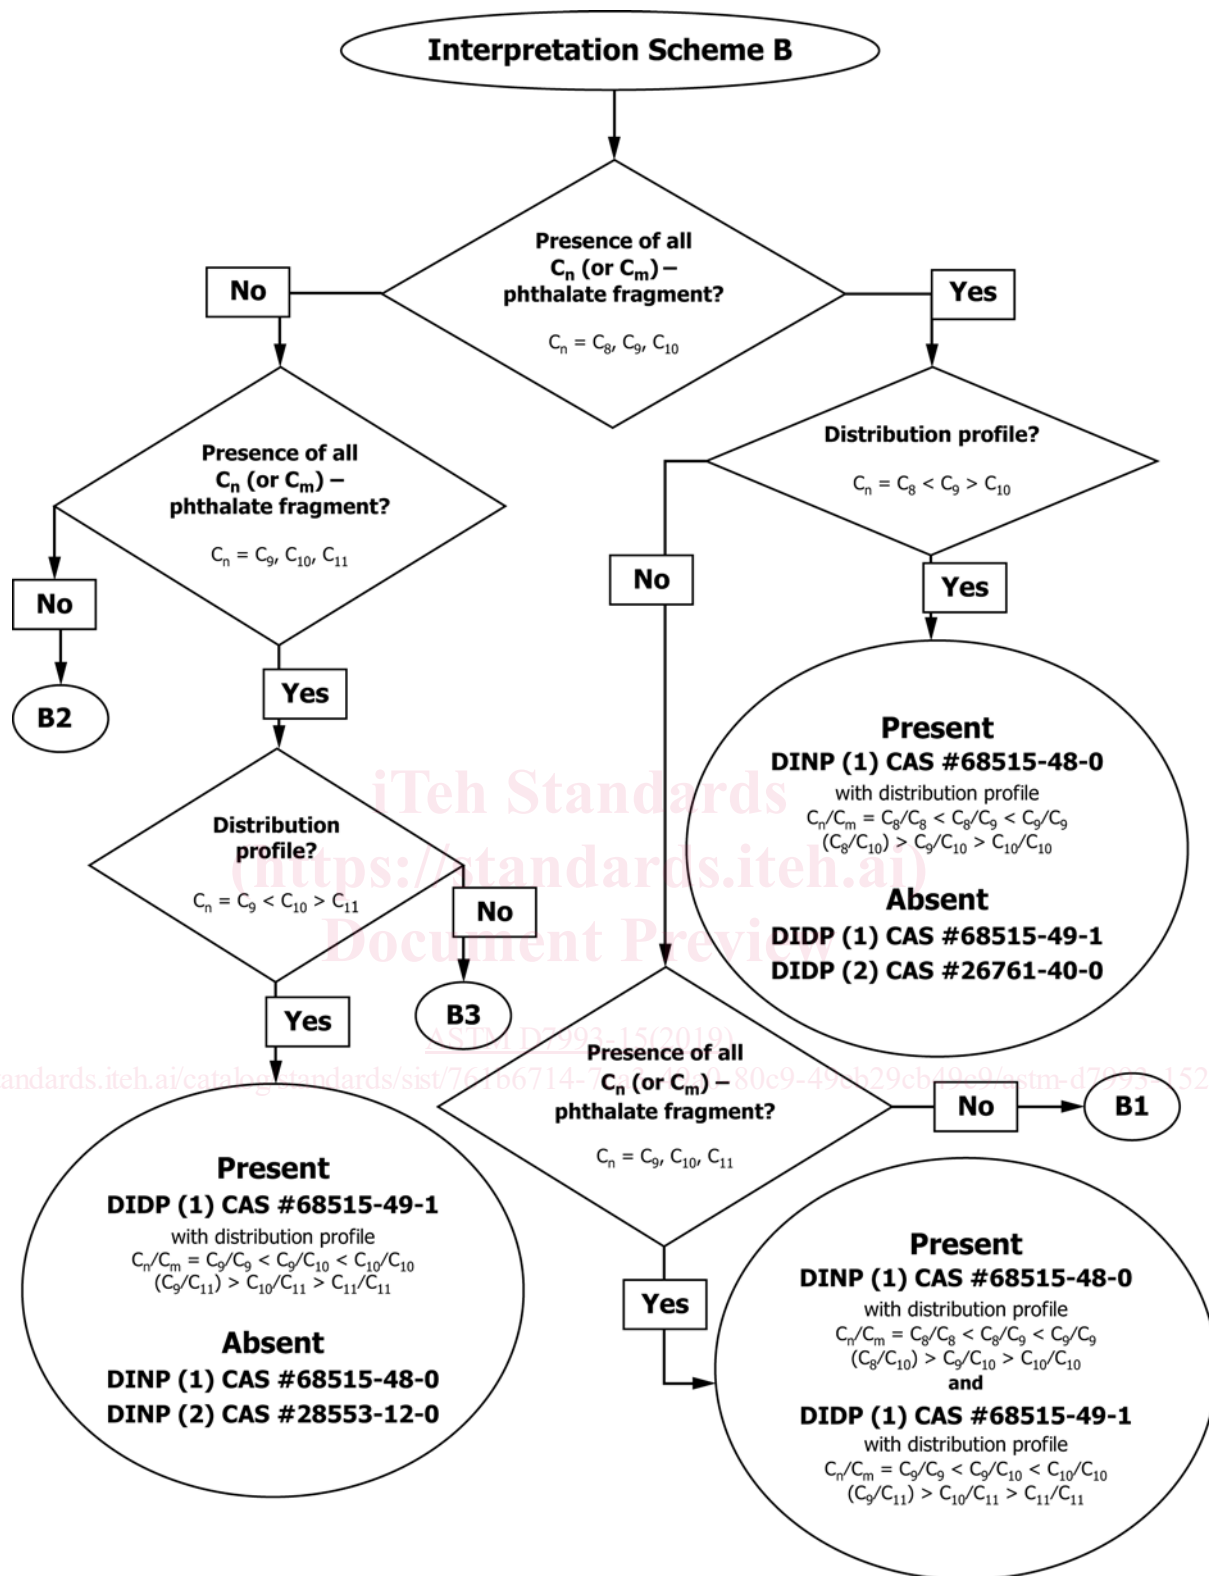 Interpretation Scheme B
Presence of all
Cₙ (or Cₘ) –
phthalate fragment?
Cₙ = C₈, C₉, C₁₀
No
Yes
Presence of all
Cₙ (or Cₘ) –
phthalate fragment?
Cₙ = C₉, C₁₀, C₁₁
Distribution profile?
Cₙ = C₈ < C₉ > C₁₀
No
B2
Yes
No
Yes
Distribution
profile?
Cₙ = C₉ < C₁₀ > C₁₁
No
B3
Yes
Present
DINP (1) CAS #68515-48-0
with distribution profile
Cₙ/Cₘ = C₈/C₈ < C₈/C₉ < C₉/C₉
(C₈/C₁₀) > C₉/C₁₀ > C₁₀/C₁₀
Absent
DIDP (1) CAS #68515-49-1
DIDP (2) CAS #26761-40-0
iTeh Standards
(https://standards.iteh.ai)
Document Preview
ASTM D7993-15(2019)
Presence of all
Cₙ (or Cₘ) –
phthalate fragment?
Cₙ = C₉, C₁₀, C₁₁
No
B1
Yes
Present
DIDP (1) CAS #68515-49-1
with distribution profile
Cₙ/Cₘ = C₉/C₉ < C₉/C₁₀ < C₁₀/C₁₀
(C₉/C₁₁) > C₁₀/C₁₁ > C₁₁/C₁₁
Absent
DINP (1) CAS #68515-48-0
DINP (2) CAS #28553-12-0
Present
DINP (1) CAS #68515-48-0
with distribution profile
Cₙ/Cₘ = C₈/C₈ < C₈/C₉ < C₉/C₉
(C₈/C₁₀) > C₉/C₁₀ > C₁₀/C₁₀
and
DIDP (1) CAS #68515-49-1
with distribution profile
Cₙ/Cₘ = C₉/C₉ < C₉/C₁₀ < C₁₀/C₁₀
(C₉/C₁₁) > C₁₀/C₁₁ > C₁₁/C₁₁